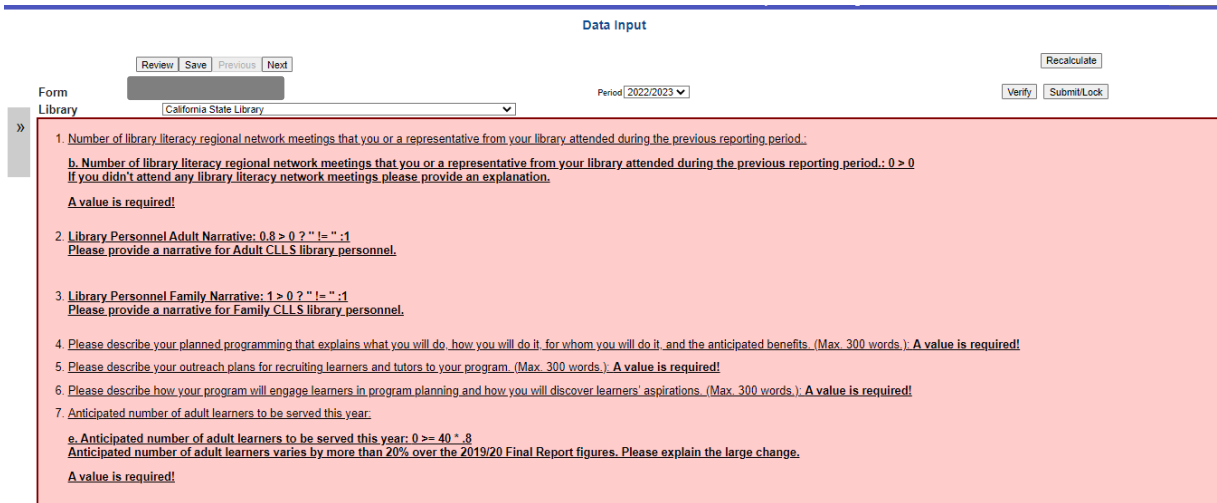 Data Input
Review Save Previous Next
Recalculate
Form
Period 2022/2023
Verify Submit/Lock
Library California State Library
»
1. Number of library literacy regional network meetings that you or a representative from your library attended during the previous reporting period.:
b. Number of library literacy regional network meetings that you or a representative from your library attended during the previous reporting period.: 0 > 0
If you didn't attend any library literacy network meetings please provide an explanation.
A value is required!
2. Library Personnel Adult Narrative: 0.8 > 0 ? '' != '' :1
Please provide a narrative for Adult CLLS library personnel.
3. Library Personnel Family Narrative: 1 > 0 ? '' != '' :1
Please provide a narrative for Family CLLS library personnel.
4. Please describe your planned programming that explains what you will do, how you will do it, for whom you will do it, and the anticipated benefits. (Max. 300 words.): A value is required!
5. Please describe your outreach plans for recruiting learners and tutors to your program. (Max. 300 words.): A value is required!
6. Please describe how your program will engage learners in program planning and how you will discover learners' aspirations. (Max. 300 words.): A value is required!
7. Anticipated number of adult learners to be served this year:
e. Anticipated number of adult learners to be served this year: 0 >= 40 * .8
Anticipated number of adult learners varies by more than 20% over the 2019/20 Final Report figures. Please explain the large change.
A value is required!